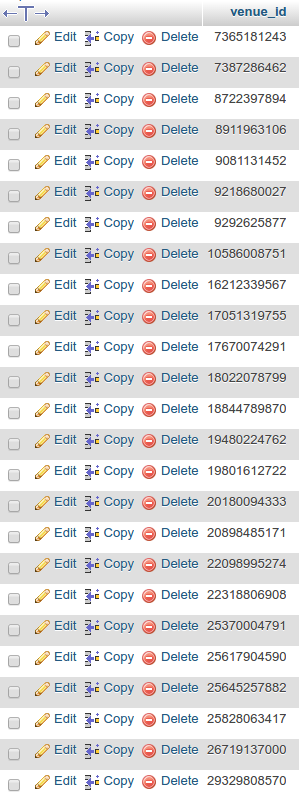 venue_id
Edit Copy Delete 7365181243
Edit Copy Delete 7387286462
Edit Copy Delete 8722397894
Edit Copy Delete 8911963106
Edit Copy Delete 9081131452
Edit Copy Delete 9218680027
Edit Copy Delete 9292625877
Edit Copy Delete 10586008751
Edit Copy Delete 16212339567
Edit Copy Delete 17051319755
Edit Copy Delete 17670074291
Edit Copy Delete 18022078799
Edit Copy Delete 18844789870
Edit Copy Delete 19480224762
Edit Copy Delete 19801612722
Edit Copy Delete 20180094333
Edit Copy Delete 20898485171
Edit Copy Delete 22098995274
Edit Copy Delete 22318806908
Edit Copy Delete 25370004791
Edit Copy Delete 25617904590
Edit Copy Delete 25645257882
Edit Copy Delete 25828063417
Edit Copy Delete 26719137000
Edit Copy Delete 29329808570